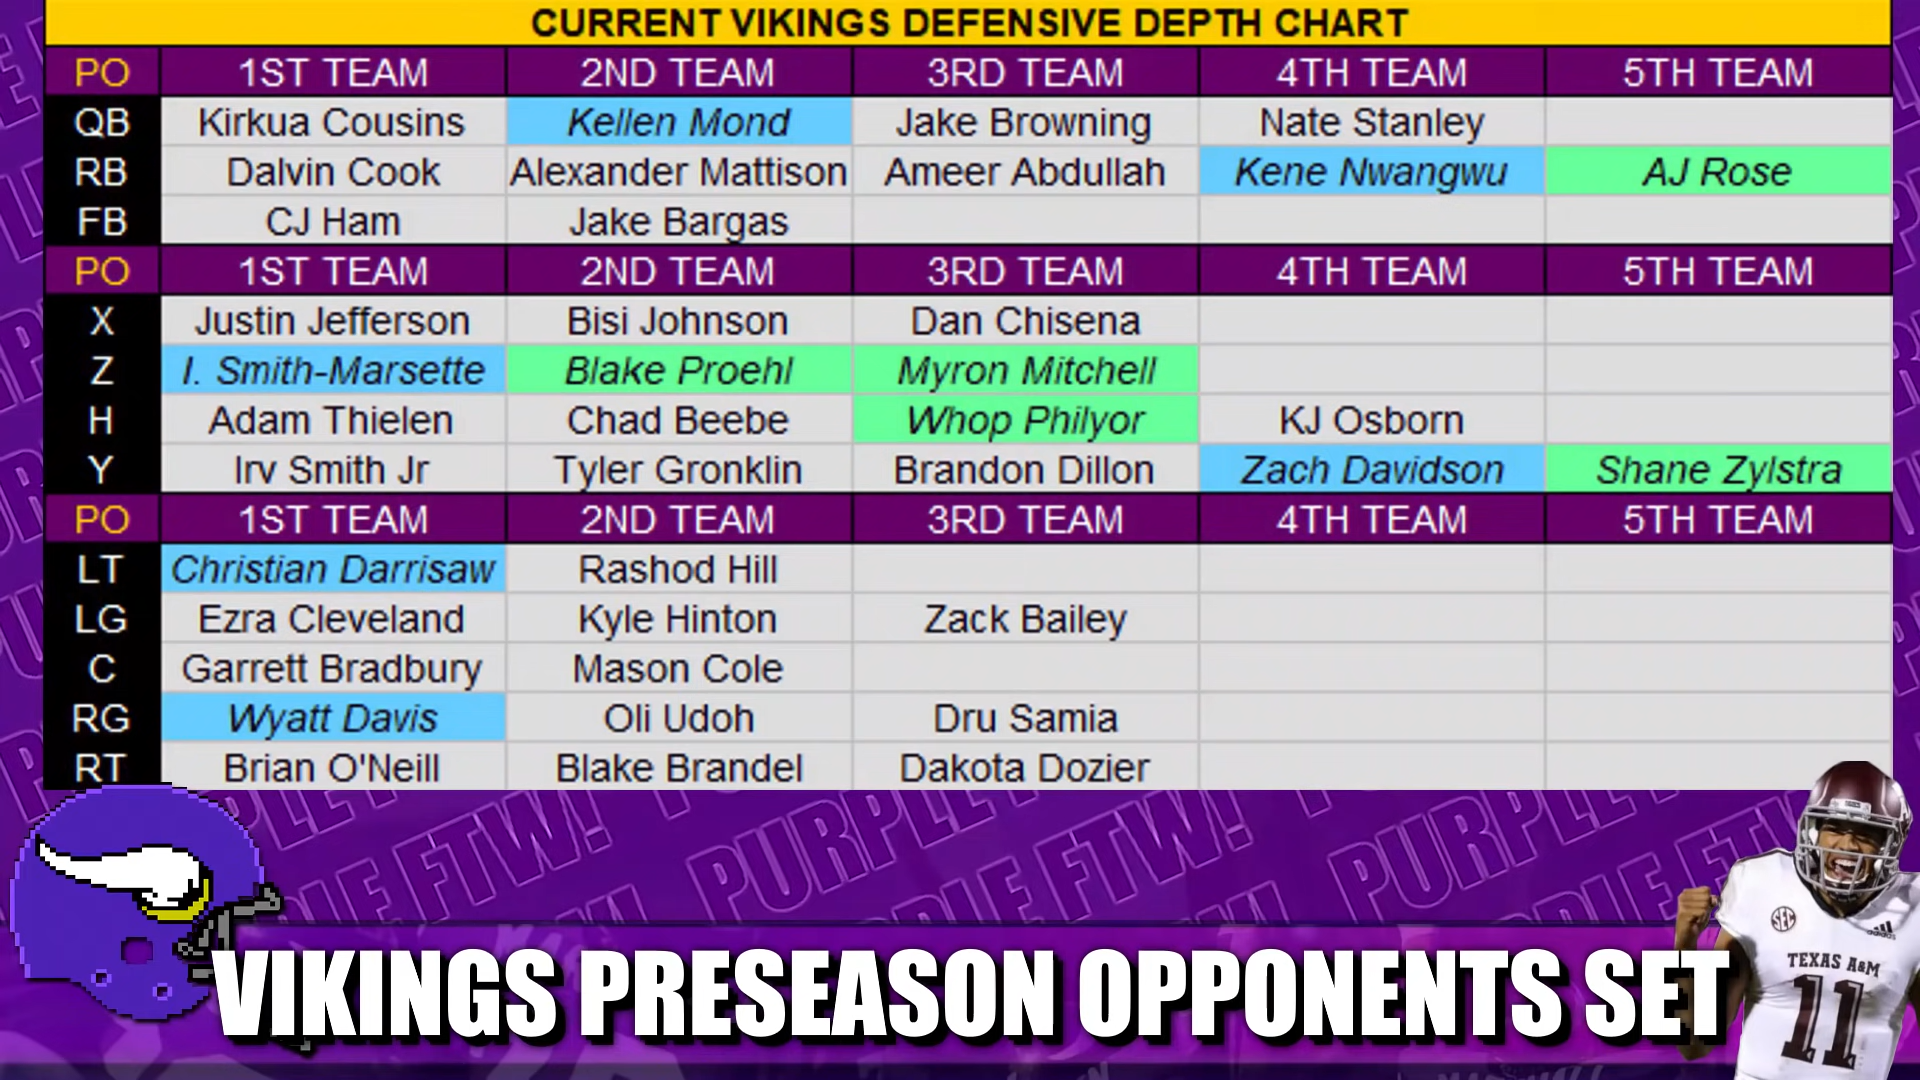 CURRENT VIKINGS DEFENSIVE DEPTH CHART
PO 1ST TEAM 2ND TEAM 3RD TEAM 4TH TEAM 5TH TEAM
QB Kirkua Cousins Kellen Mond Jake Browning Nate Stanley
RB Dalvin Cook Alexander Mattison Ameer Abdullah Kene Nwangwu AJ Rose
FB CJ Ham Jake Bargas
PO 1ST TEAM 2ND TEAM 3RD TEAM 4TH TEAM 5TH TEAM
X Justin Jefferson Bisi Johnson Dan Chisena
Z I. Smith-Marsette Blake Proehl Myron Mitchell
H Adam Thielen Chad Beebe Whop Philyor KJ Osborn
Y Irv Smith Jr Tyler Gronklin Brandon Dillon Zach Davidson Shane Zylstra
PO 1ST TEAM 2ND TEAM 3RD TEAM 4TH TEAM 5TH TEAM
LT Christian Darrisaw Rashod Hill
LG Ezra Cleveland Kyle Hinton Zack Bailey
C Garrett Bradbury Mason Cole
RG Wyatt Davis Oli Udoh Dru Samia
RT Brian O'Neill Blake Brandel Dakota Dozier
PURPLE FTW!
PURPLE FTW!
VIKINGS PRESEASON OPPONENTS SET
SEC
adidas
TEXAS A&M
11